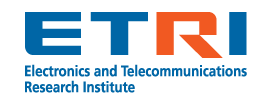 ETRI
Electronics and Telecommunications
Research Institute